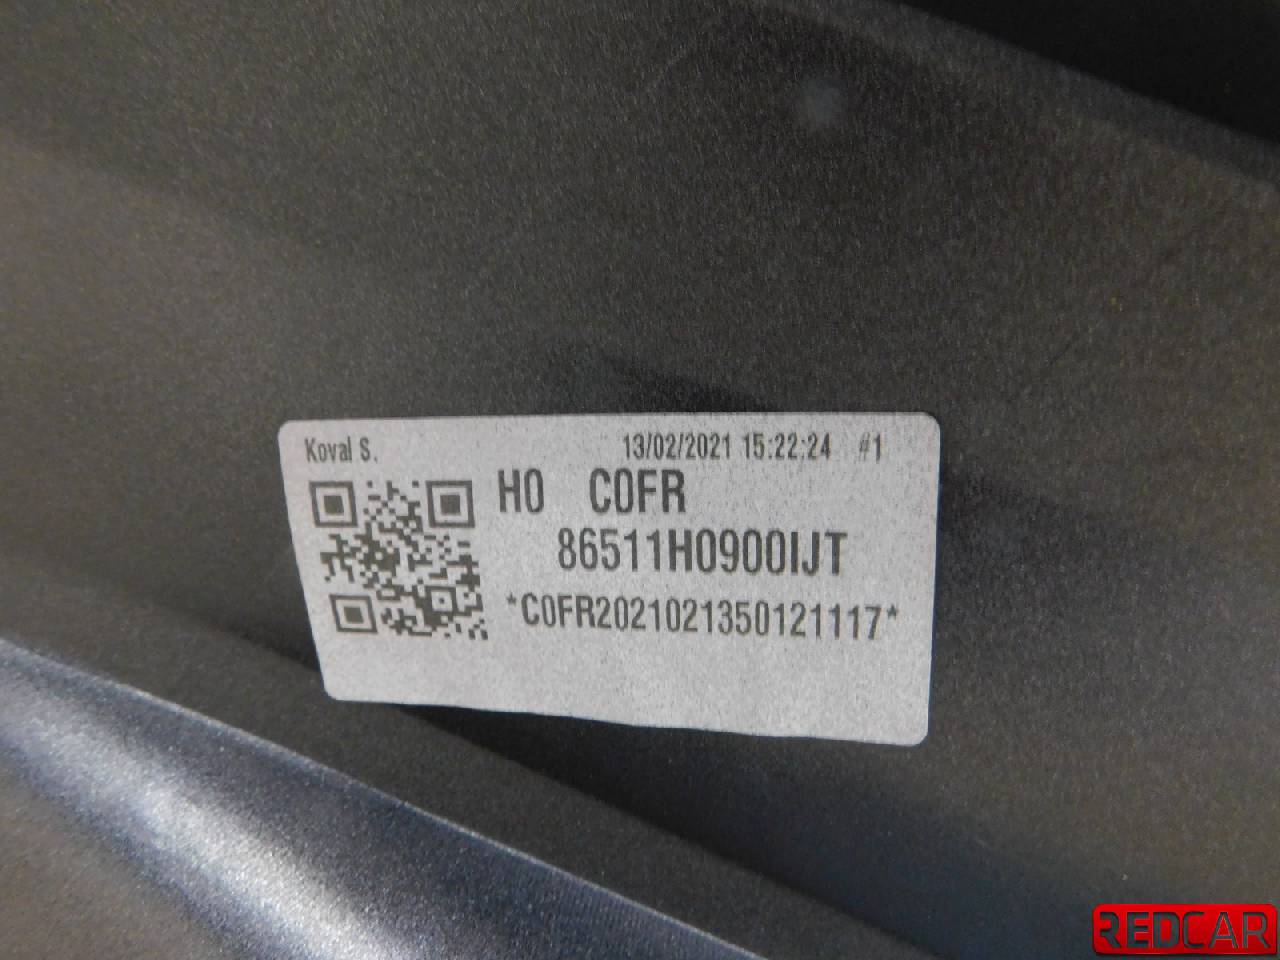 Koval S. 13/02/2021 15:22:24 #1
H0 C0FR
86511H0900IJT
*C0FR2021021350121117*
REDCAR